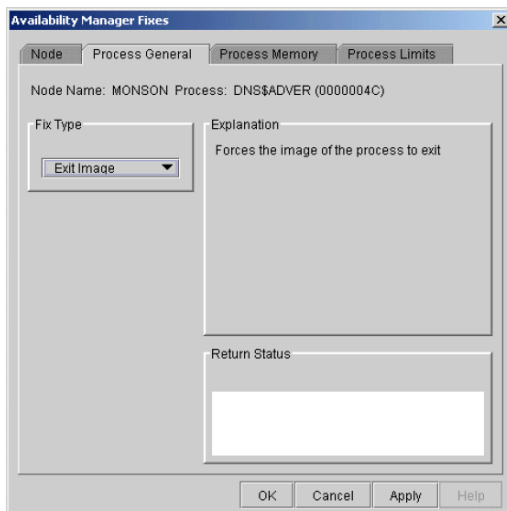 Availability Manager Fixes
Node Process General Process Memory Process Limits
Node Name: MONSON Process: DNS$ADVER (0000004C)
Fix Type
Exit Image
Explanation
Forces the image of the process to exit
Return Status
OK Cancel Apply Help